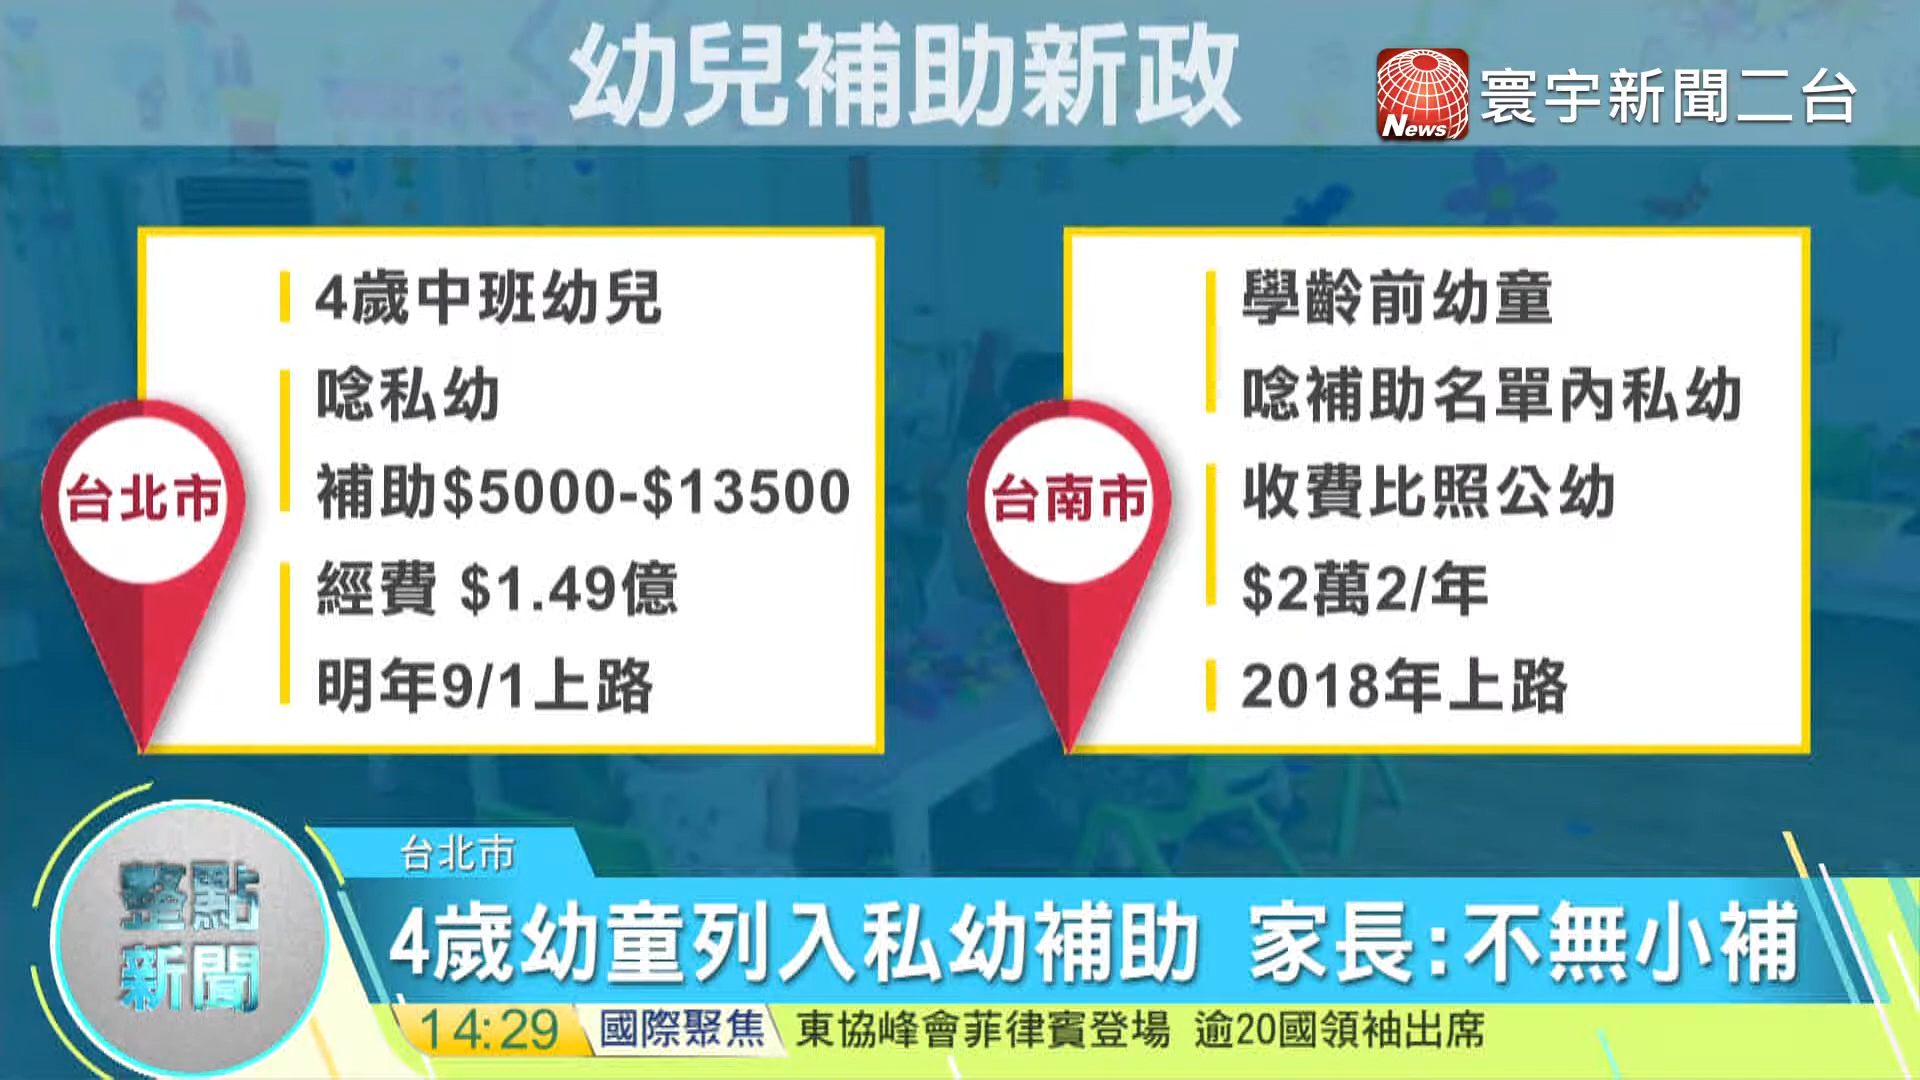 幼兒補助新政
News 寰宇新聞二台
台北市
4歲中班幼兒
唸私幼
補助$5000-$13500
經費 $1.49億
明年9/1上路
台南市
學齡前幼童
唸補助名單內私幼
收費比照公幼
$2萬2/年
2018年上路
整點
新聞
台北市
4歲幼童列入私幼補助 家長:不無小補
14:29 國際聚焦 東協峰會菲律賓登場 逾20國領袖出席